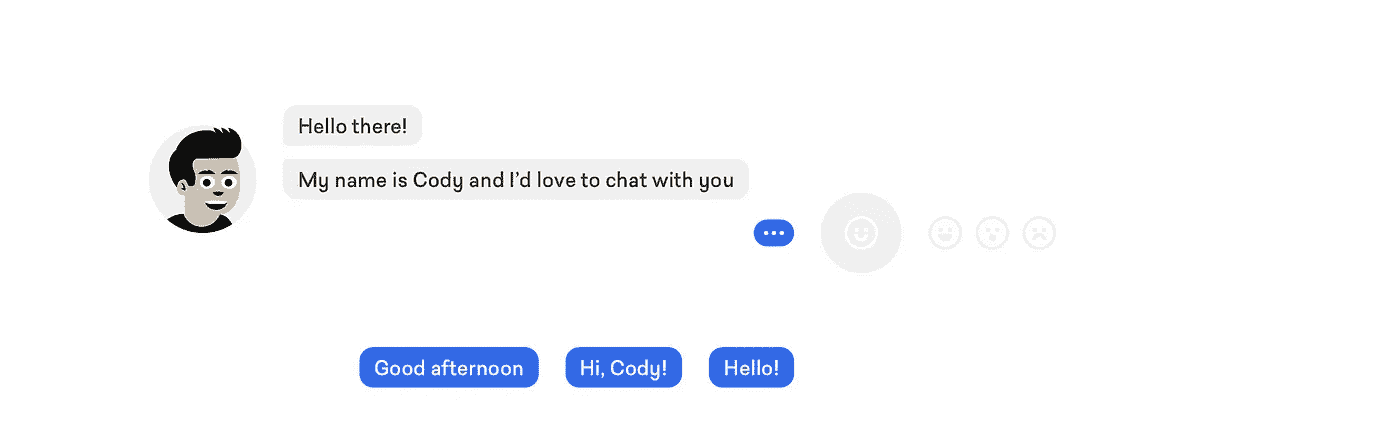 Hello there!
My name is Cody and I’d love to chat with you
Good afternoon
Hi, Cody!
Hello!